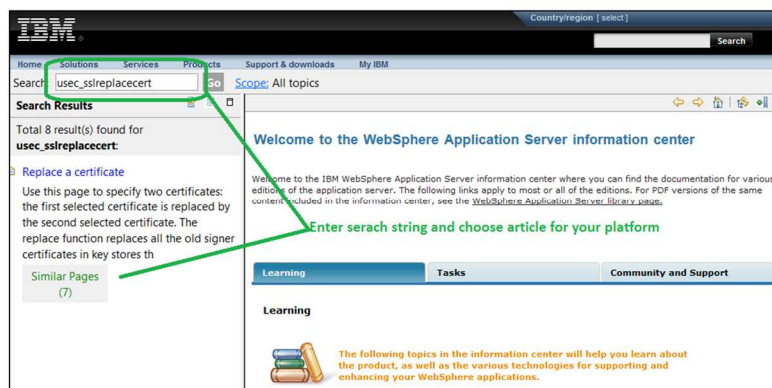 Country/region [ select ]
IBM®
Search
Home Solutions Services Products Support & downloads My IBM
Search: usec_sslreplacecert Go Scope: All topics
Search Results
Total 8 result(s) found for
usec_sslreplacecert:
Replace a certificate
Use this page to specify two certificates:
the first selected certificate is replaced by
the second selected certificate. The
replace function replaces all the old signer
certificates in key stores th
Similar Pages
(7)
Welcome to the WebSphere Application Server information center
Welcome to the IBM WebSphere Application Server information center where you can find the documentation for various
editions of the application server. The following links apply to most or all of the editions. For PDF versions of the same
content included in the information center, see the WebSphere Application Server library page.
Enter serach string and choose article for your platform
Learning Tasks Community and Support
Learning
The following topics in the information center will help you learn about
the product, as well as the various technologies for supporting and
enhancing your WebSphere applications.